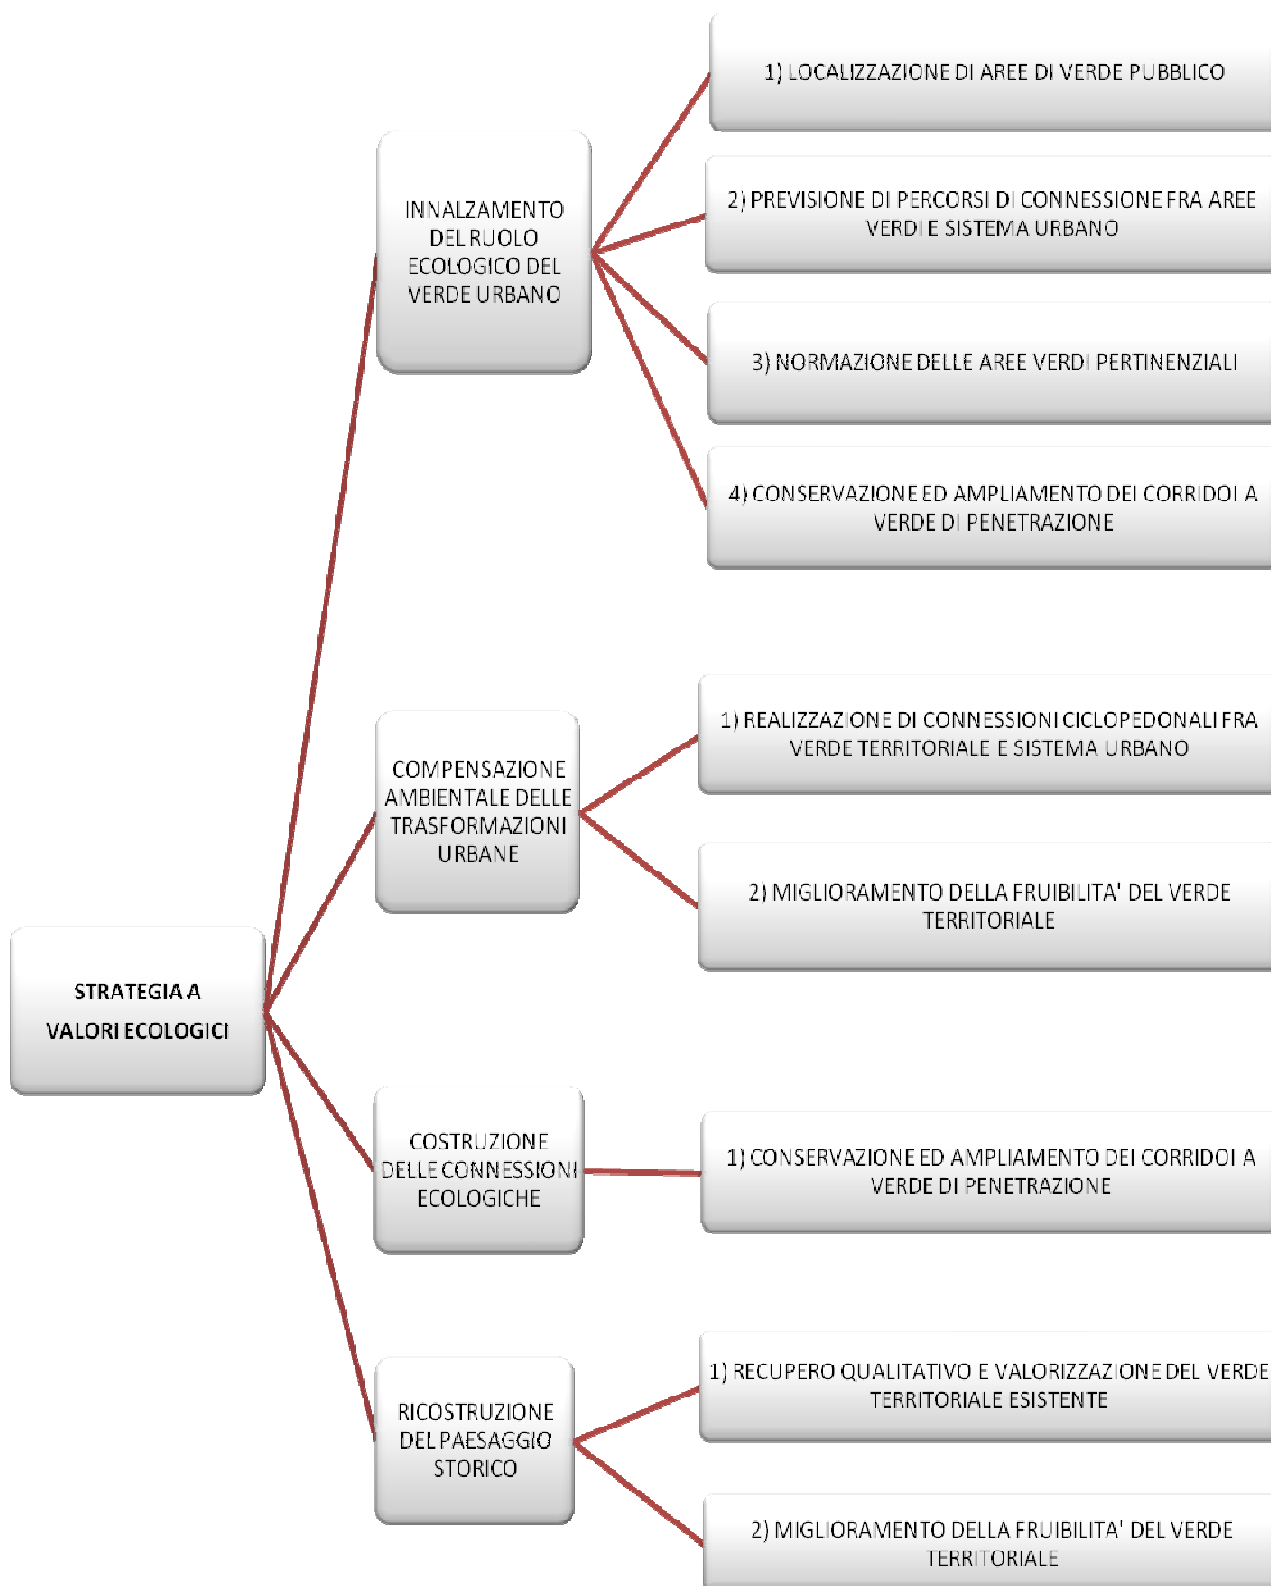 1) LOCALIZZAZIONE DI AREE DI VERDE PUBBLICO
INNALZAMENTO
DEL RUOLO
ECOLOGICO DEL
VERDE URBANO
2) PREVISIONE DI PERCORSI DI CONNESSIONE FRA AREE
VERDI E SISTEMA URBANO
3) NORMAZIONE DELLE AREE VERDI PERTINENZIALI
4) CONSERVAZIONE ED AMPLIAMENTO DEI CORRIDOI A
VERDE DI PENETRAZIONE
COMPENSAZIONE
AMBIENTALE DELLE
TRASFORMAZIONI
URBANE
1) REALIZZAZIONE DI CONNESSIONI CICLOPEDONALI FRA
VERDE TERRITORIALE E SISTEMA URBANO
2) MIGLIORAMENTO DELLA FRUIBILITA' DEL VERDE
TERRITORIALE
STRATEGIA A
VALORI ECOLOGICI
COSTRUZIONE
DELLE CONNESSIONI
ECOLOGICHE
1) CONSERVAZIONE ED AMPLIAMENTO DEI CORRIDOI A
VERDE DI PENETRAZIONE
RICOSTRUZIONE
DEL PAESAGGIO
STORICO
1) RECUPERO QUALITATIVO E VALORIZZAZIONE DEL VERDE
TERRITORIALE ESISTENTE
2) MIGLIORAMENTO DELLA FRUIBILITA' DEL VERDE
TERRITORIALE